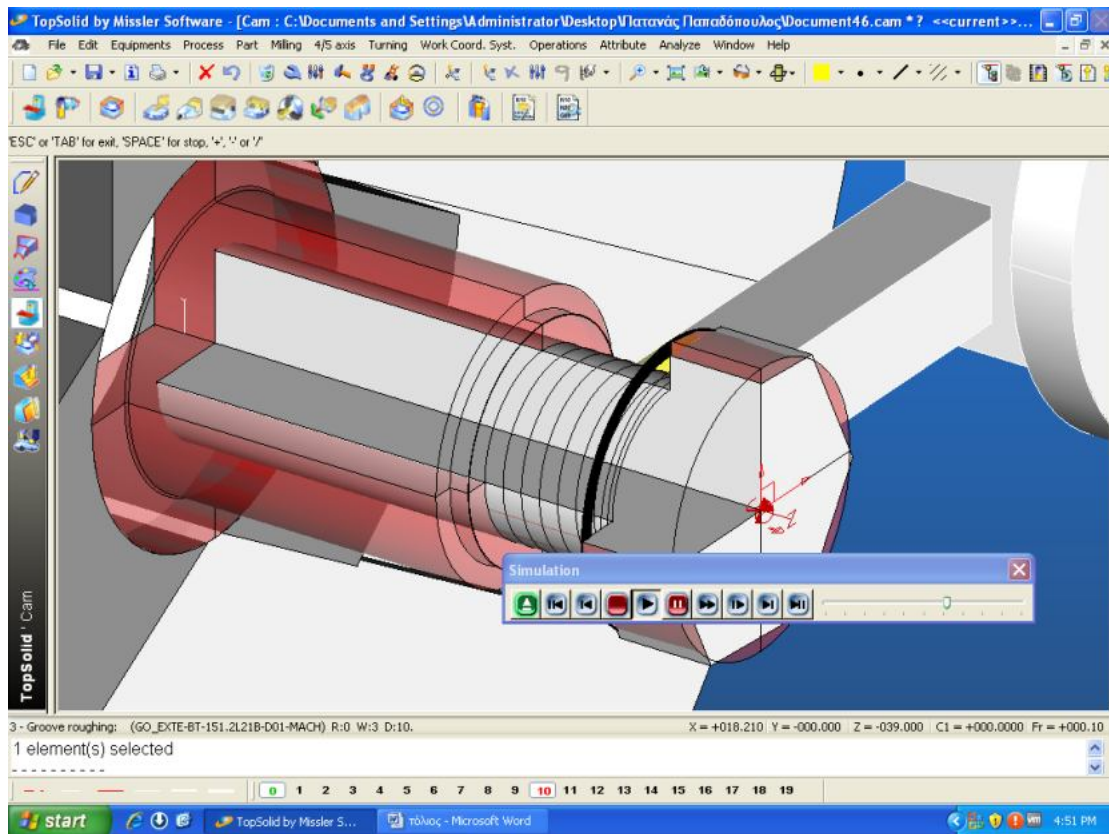 TopSolid by Missler Software - [Cam : C:\Documents and Settings\Administrator\Desktop\Πατανάς Παπαδόπουλος\Document46.cam * ? <<current>>...
File Edit Equipments Process Part Milling 4/5 axis Turning Work Coord. Syst. Operations Attribute Analyze Window Help
'ESC' or 'TAB' for exit, 'SPACE' for stop, '+', '-' or '/'
Z
Simulation
TopSolid'Cam
3 - Groove roughing: (GO_EXTE-BT-151.2L21B-D01-MACH) R:0 W:3 D:10. X = +018.210 Y = -000.000 Z = -039.000 C1 = +000.0000 Fr = +000.10
1 element(s) selected
----------
0 1 2 3 4 5 6 7 8 9 10 11 12 13 14 15 16 17 18 19
start TopSolid by Missler S... τόλιος - Microsoft Word 4:51 PM